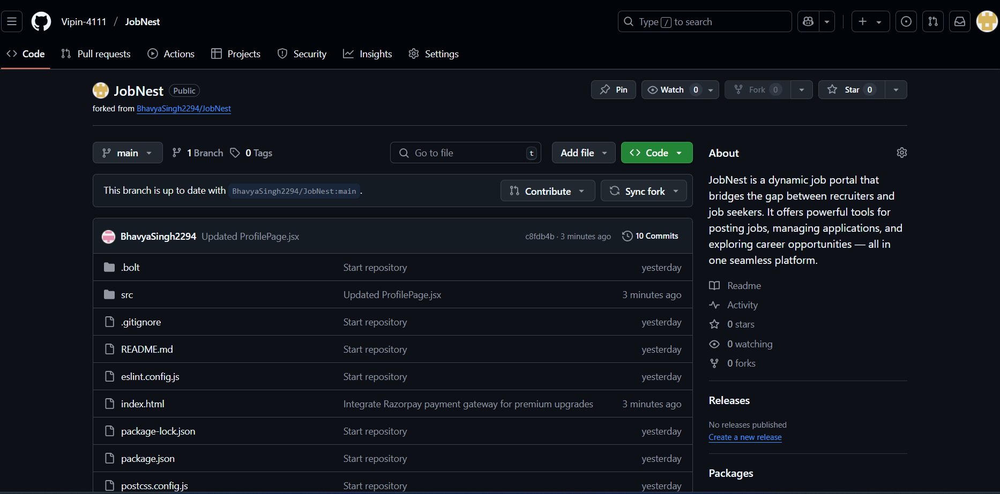 Vipin-4111 / JobNest
Type / to search
Code Pull requests Actions Projects Security Insights Settings
JobNest Public
Pin Watch 0 Fork 0 Star 0
forked from BhavyaSingh2294/JobNest
main 1 Branch 0 Tags
Go to file t
Add file Code
This branch is up to date with BhavyaSingh2294/JobNest:main .
Contribute Sync fork
BhavyaSingh2294 Updated ProfilePage.jsx c8fdb4b · 3 minutes ago 10 Commits
.bolt Start repository yesterday
src Updated ProfilePage.jsx 3 minutes ago
.gitignore Start repository yesterday
README.md Start repository yesterday
eslint.config.js Start repository yesterday
index.html Integrate Razorpay payment gateway for premium upgrades 3 minutes ago
package-lock.json Start repository yesterday
package.json Start repository yesterday
postcss.config.js Start repository yesterday
About
JobNest is a dynamic job portal that
bridges the gap between recruiters and
job seekers. It offers powerful tools for
posting jobs, managing applications, and
exploring career opportunities — all in
one seamless platform.
Readme
Activity
0 stars
0 watching
0 forks
Releases
No releases published
Create a new release
Packages